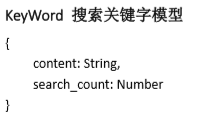 KeyWord 搜索关键字模型
{
content: String,
search_count: Number
}